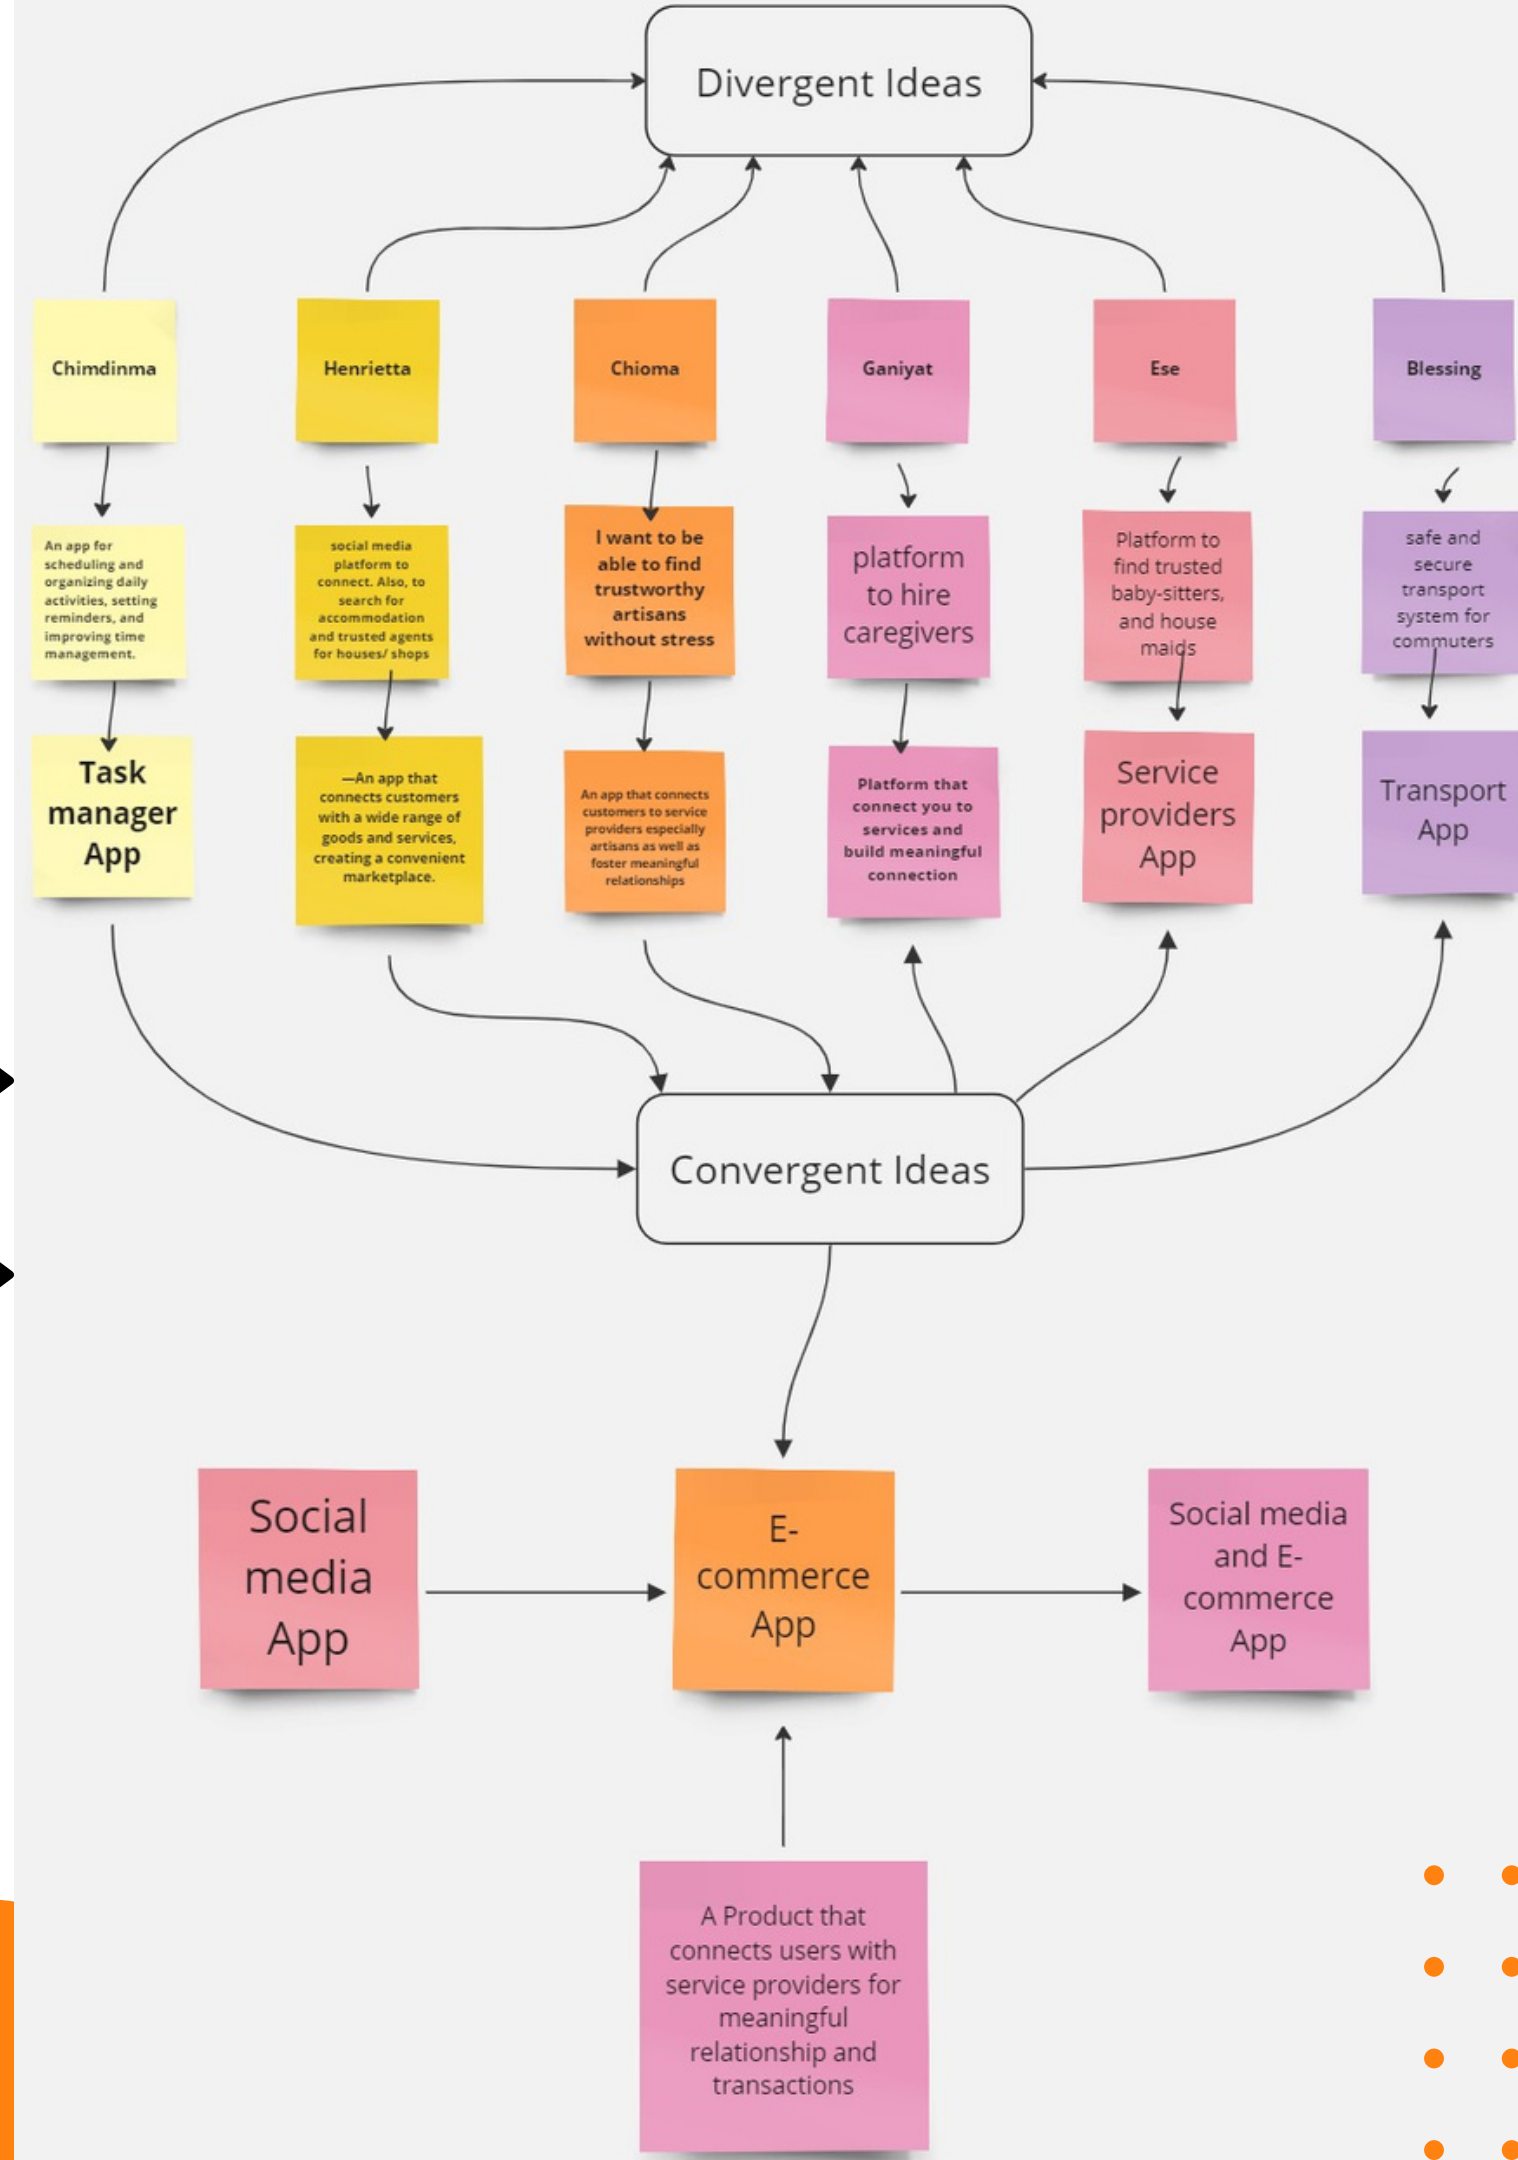 Divergent Ideas
Chimdinma
Henrietta
Chioma
Ganiyat
Ese
Blessing
An app for
scheduling and
organizing daily
activities, setting
reminders, and
improving time
management.
social media
platform to
connect. Also, to
search for
accommodation
and trusted agents
for houses/ shops
I want to be
able to find
trustworthy
artisans
without stress
platform
to hire
caregivers
Platform to
find trusted
baby-sitters,
and house
maids
safe and
secure
transport
system for
commuters
Task
manager
App
—An app that
connects customers
with a wide range of
goods and services,
creating a convenient
marketplace.
An app that connects
customers to service
providers especially
artisans as well as
foster meaningful
relationships
Platform that
connect you to
services and
build meaningful
connection
Service
providers
App
Transport
App
Convergent Ideas
Social
media
App
E-
commerce
App
Social media
and E-
commerce
App
A Product that
connects users with
service providers for
meaningful
relationship and
transactions